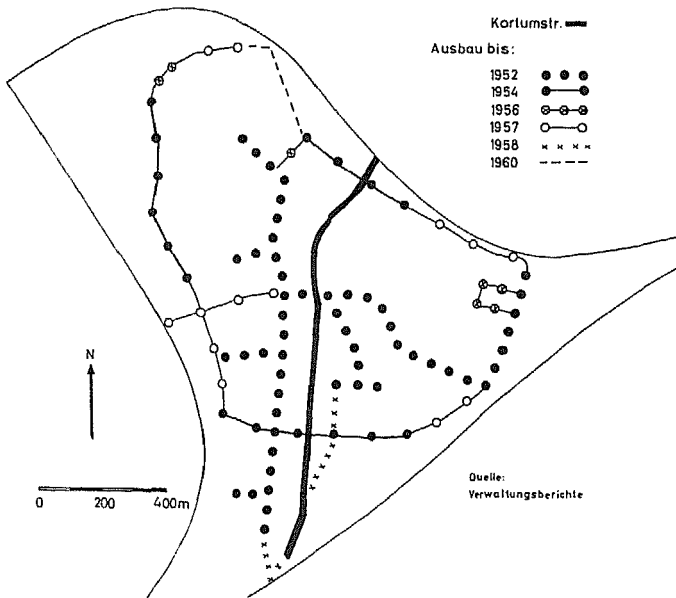 Kortumstr.
Ausbau bis:
1952
1954
1956
1957
1958
1960
N
0 200 400m
Quelle:
Verwaltungsberichte